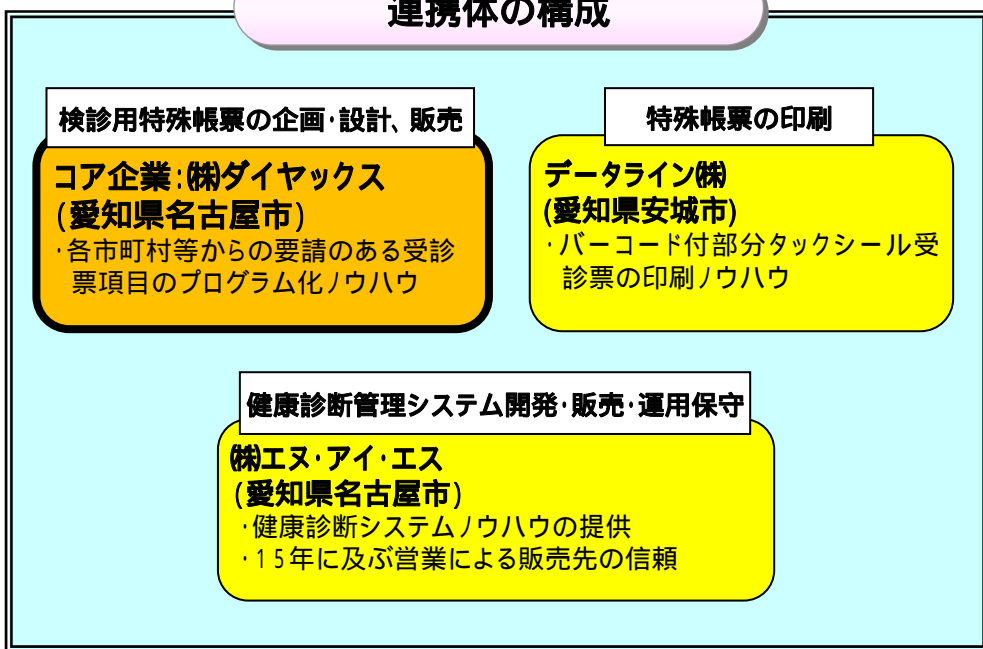 連携体の構成
検診用特殊帳票の企画・設計、販売
コア企業:㈱ダイヤックス
(愛知県名古屋市)
・各市町村等からの要請のある受診
票項目のプログラム化ノウハウ
特殊帳票の印刷
データライン㈱
(愛知県安城市)
・バーコード付部分タックシール受
診票の印刷ノウハウ
健康診断管理システム開発・販売・運用保守
㈱エヌ・アイ・エス
(愛知県名古屋市)
・健康診断システムノウハウの提供
・15年に及ぶ営業による販売先の信頼